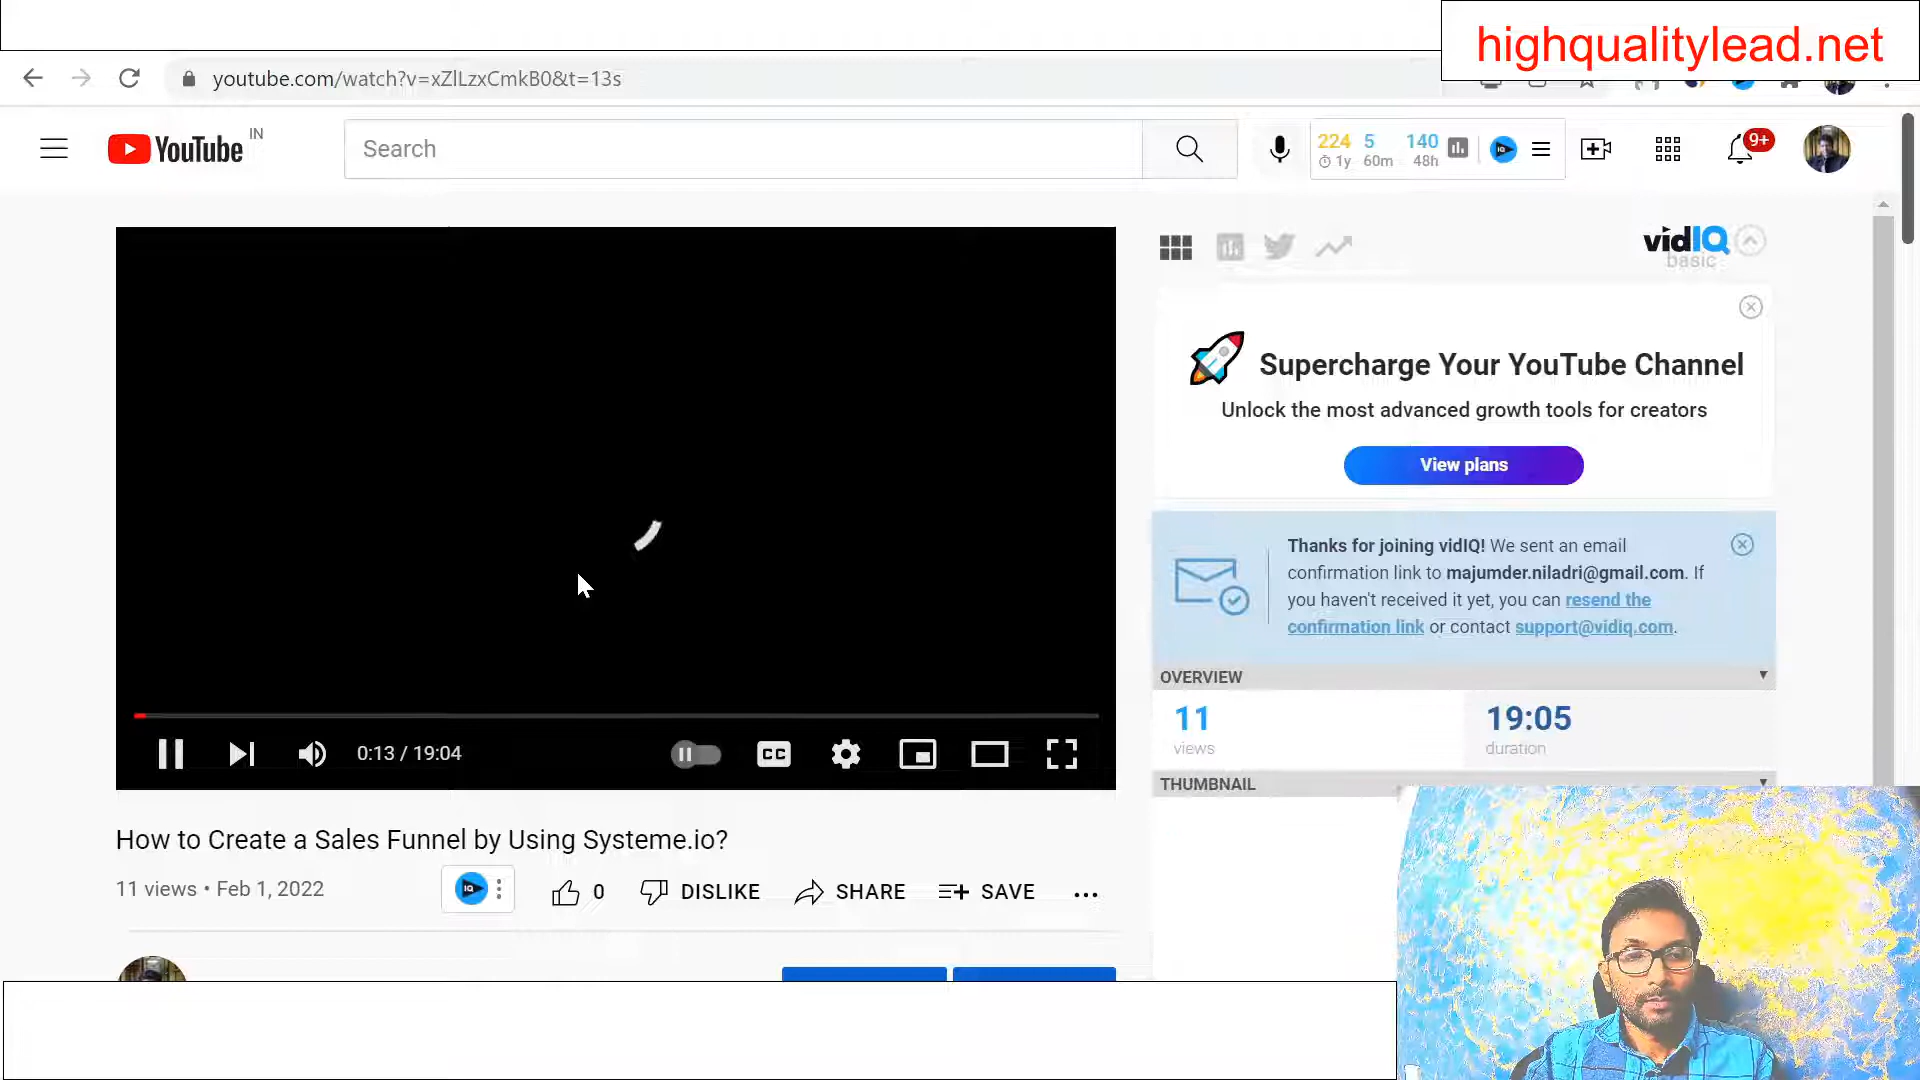 highqualitylead.net
youtube.com/watch?v=xZlLzxCmkB0&t=13s
YouTube IN
Search
224 5 140
1y 60m 48h
IQ
9+
vidIQ
basic
Supercharge Your YouTube Channel
Unlock the most advanced growth tools for creators
View plans
Thanks for joining vidIQ! We sent an email
confirmation link to majumder.niladri@gmail.com. If
you haven't received it yet, you can resend the
confirmation link or contact support@vidiq.com.
OVERVIEW
11
views
19:05
duration
THUMBNAIL
0:13 / 19:04
CC
How to Create a Sales Funnel by Using Systeme.io?
11 views • Feb 1, 2022
IQ
0
DISLIKE
SHARE
SAVE